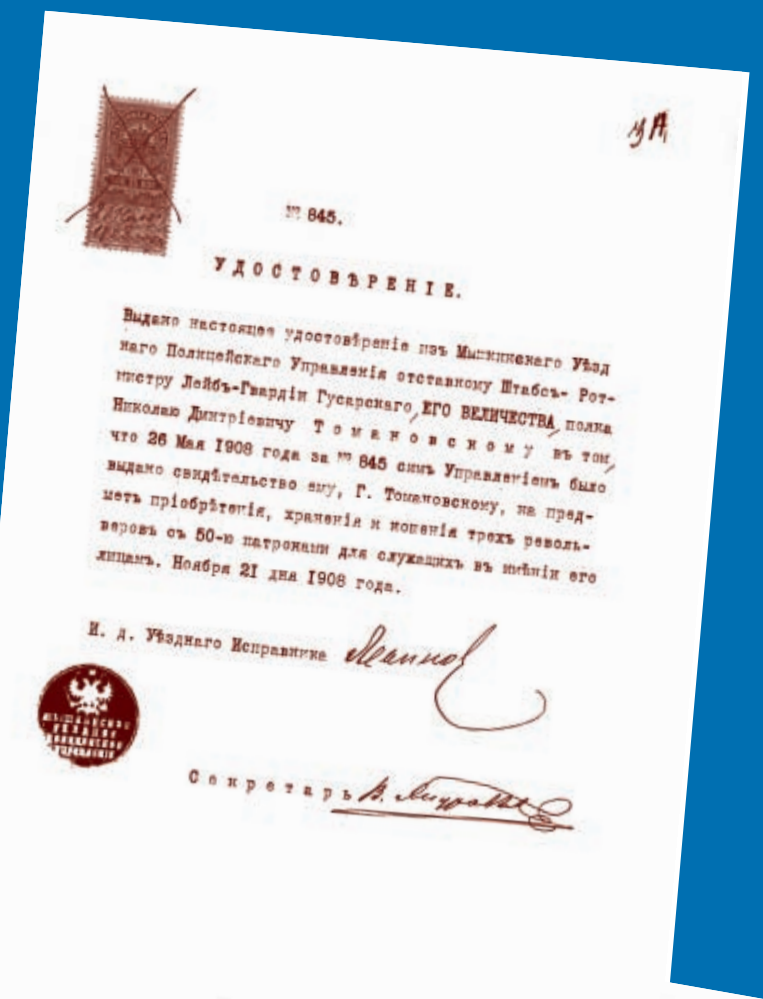 № 845.
УДОСТОВѢРЕНІЕ.
Выдано настоящее удостовѣреніе изъ Мышкинскаго Уѣзд
наго Полицейскаго Управленія отставному Штабсъ- Рот-
мистру Лейбъ-Гвардіи Гусарскаго, ЕГО ВЕЛИЧЕСТВА, полка
Николаю Дмитріевичу Томановскому въ том,
что 26 Мая 1908 года за № 845 симъ Управленіемъ было
выдано свидѣтельство ему, Г. Томановскому, на пред-
метъ пріобрѣтенія, храненія и ношенія трехъ револь-
веровъ съ 50-ю патронами для служащихъ въ имѣніи его
лицам. Ноября 21 дня 1908 года.
И. д. Уѣзднаго Исправника
Секретарь В.